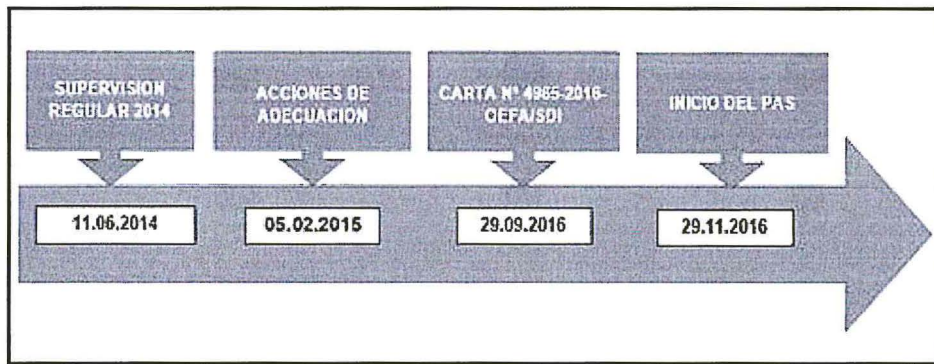 SUPERVISION
REGULAR 2014
ACCIONES DE
ADECUACION
CARTA N° 4985-2016-
OEFA/SDI
INICIO DEL PAS
11.06.2014
05.02.2015
29.09.2016
29.11.2016